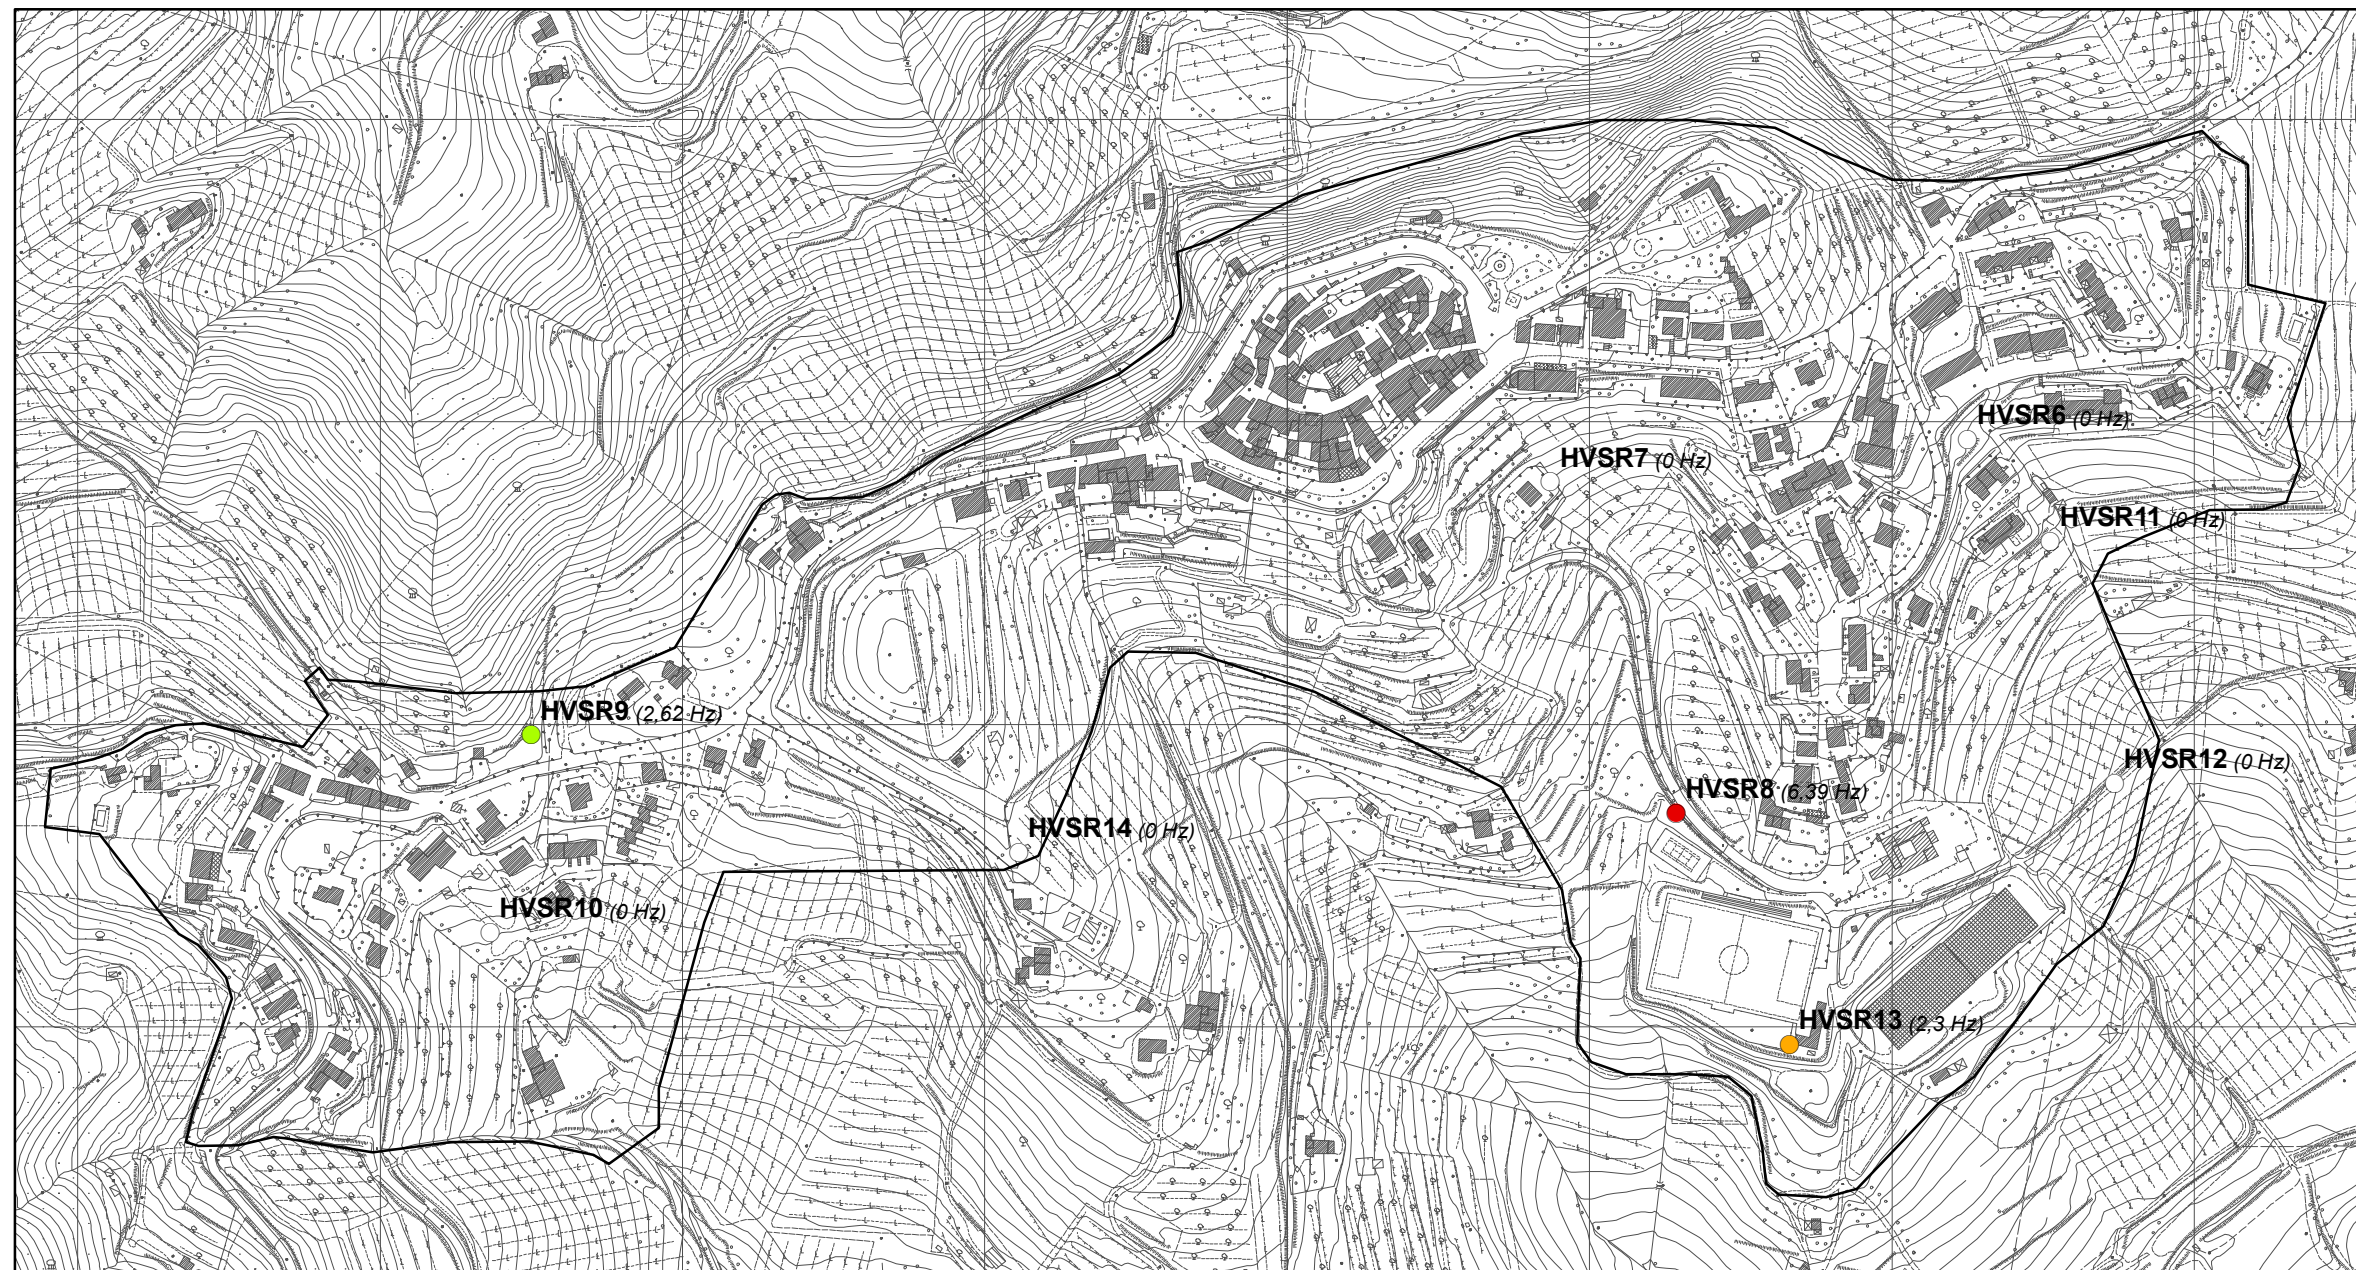 HVSR6 (0 Hz)
HVSR7 (0 Hz)
HVSR11 (0 Hz)
HVSR9 (2,62 Hz)
HVSR12 (0 Hz)
HVSR8 (6,39 Hz)
HVSR14 (0 Hz)
HVSR10 (0 Hz)
HVSR13 (2,3 Hz)